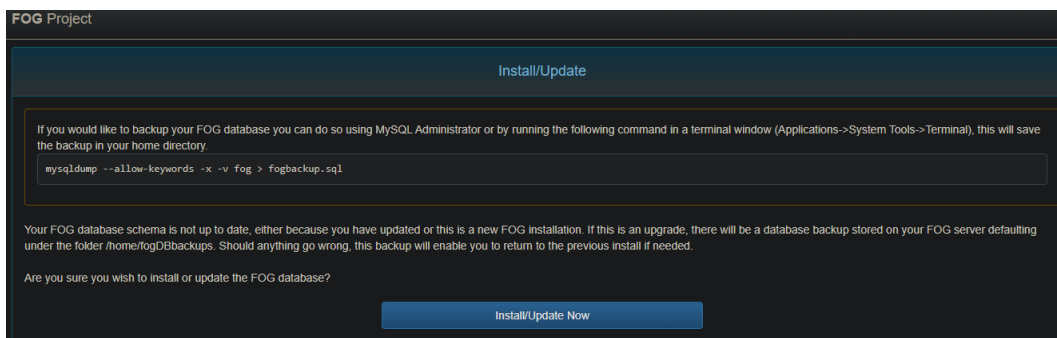 FOG Project
Install/Update
If you would like to backup your FOG database you can do so using MySQL Administrator or by running the following command in a terminal window (Applications->System Tools->Terminal), this will save
the backup in your home directory.
mysqldump --allow-keywords -x -v fog > fogbackup.sql
Your FOG database schema is not up to date, either because you have updated or this is a new FOG installation. If this is an upgrade, there will be a database backup stored on your FOG server defaulting
under the folder /home/fogDBbackups. Should anything go wrong, this backup will enable you to return to the previous install if needed.
Are you sure you wish to install or update the FOG database?
Install/Update Now